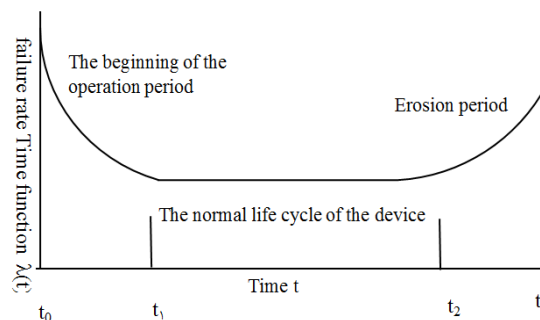 failure rate Time function λ(t)
The beginning of the
operation period
Erosion period
The normal life cycle of the device
Time t
t₀
t₁
t₂
t